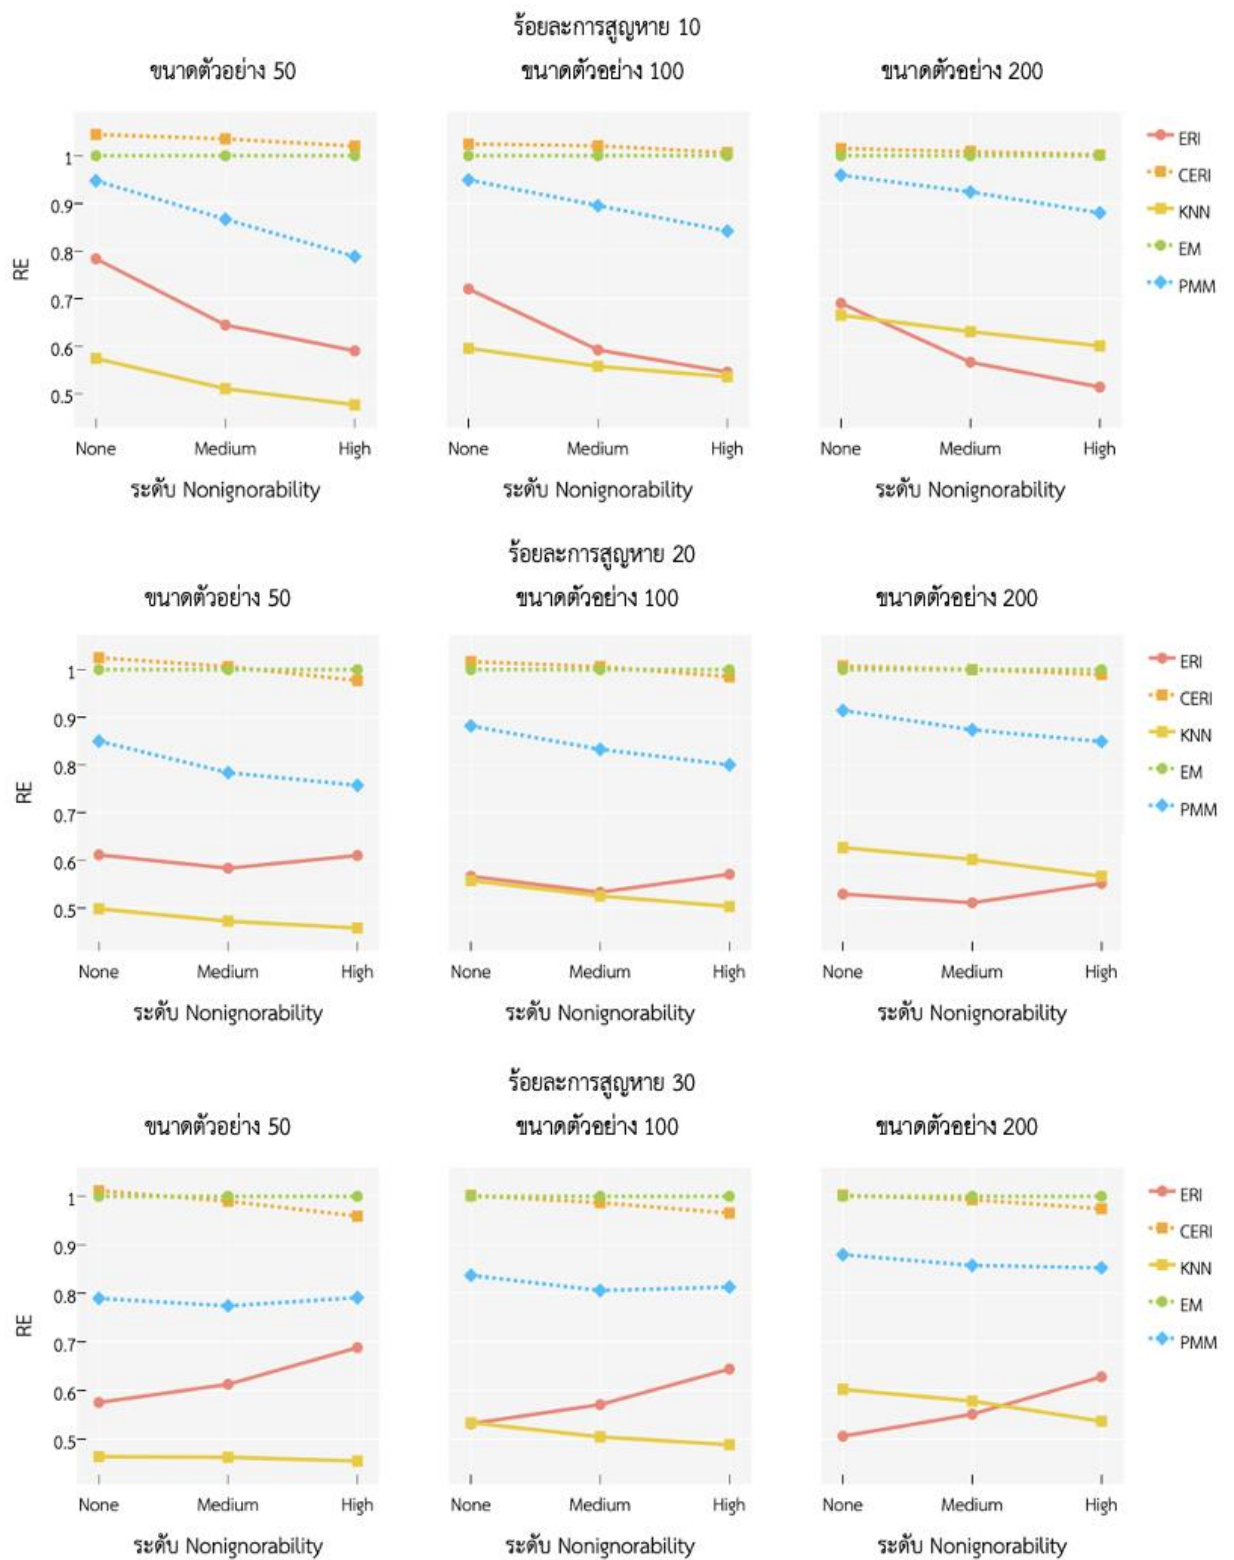 ร้อยละการสูญหาย 10
ขนาดตัวอย่าง 50
ขนาดตัวอย่าง 100
ขนาดตัวอย่าง 200
RE
1
0.9
0.8
0.7
0.6
0.5
None Medium High
None Medium High
None Medium High
ระดับ Nonignorability
ระดับ Nonignorability
ระดับ Nonignorability
ERI
CERI
KNN
EM
PMM
ร้อยละการสูญหาย 20
ขนาดตัวอย่าง 50
ขนาดตัวอย่าง 100
ขนาดตัวอย่าง 200
RE
1
0.9
0.8
0.7
0.6
0.5
None Medium High
None Medium High
None Medium High
ระดับ Nonignorability
ระดับ Nonignorability
ระดับ Nonignorability
ERI
CERI
KNN
EM
PMM
ร้อยละการสูญหาย 30
ขนาดตัวอย่าง 50
ขนาดตัวอย่าง 100
ขนาดตัวอย่าง 200
RE
1
0.9
0.8
0.7
0.6
0.5
None Medium High
None Medium High
None Medium High
ระดับ Nonignorability
ระดับ Nonignorability
ระดับ Nonignorability
ERI
CERI
KNN
EM
PMM